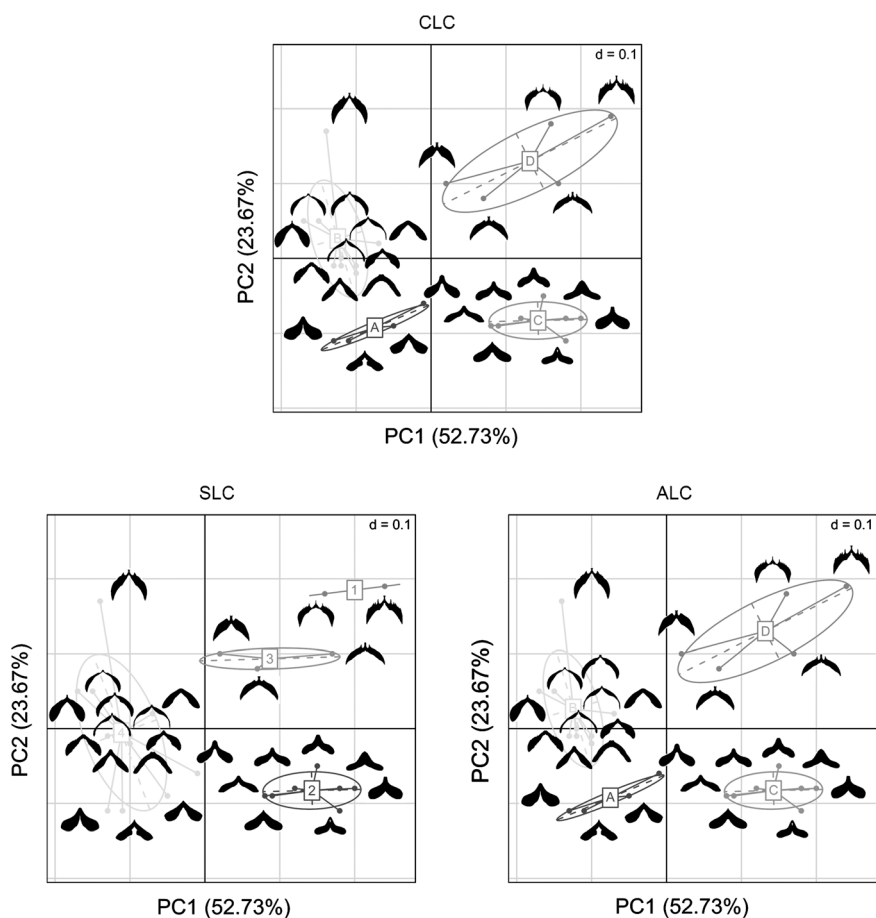 CLC
d = 0.1
D
B
A
C
PC2 (23.67%)
PC1 (52.73%)
SLC
d = 0.1
1
3
4
2
PC2 (23.67%)
PC1 (52.73%)
ALC
d = 0.1
D
B
A
C
PC2 (23.67%)
PC1 (52.73%)